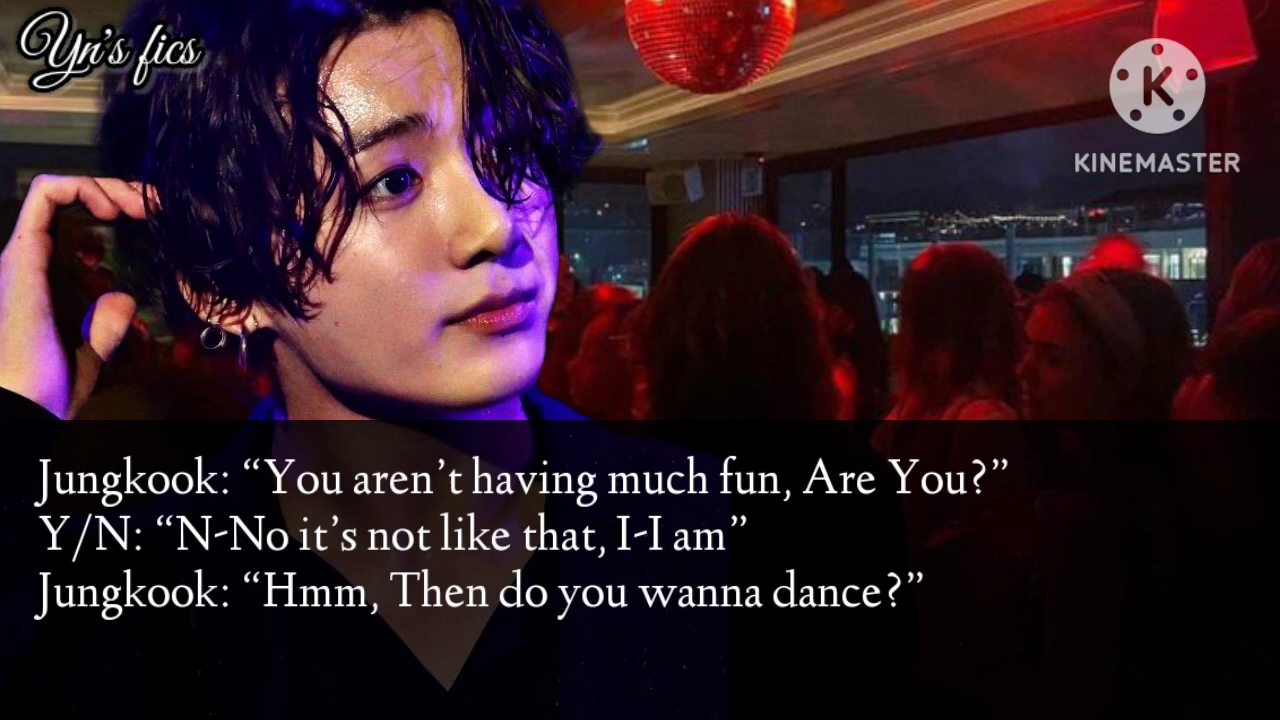 Yn's fics
K
KINEMASTER
Jungkook: “You aren’t having much fun, Are You?”
Y/N: “N-No it’s not like that, I-I am”
Jungkook: “Hmm, Then do you wanna dance?”